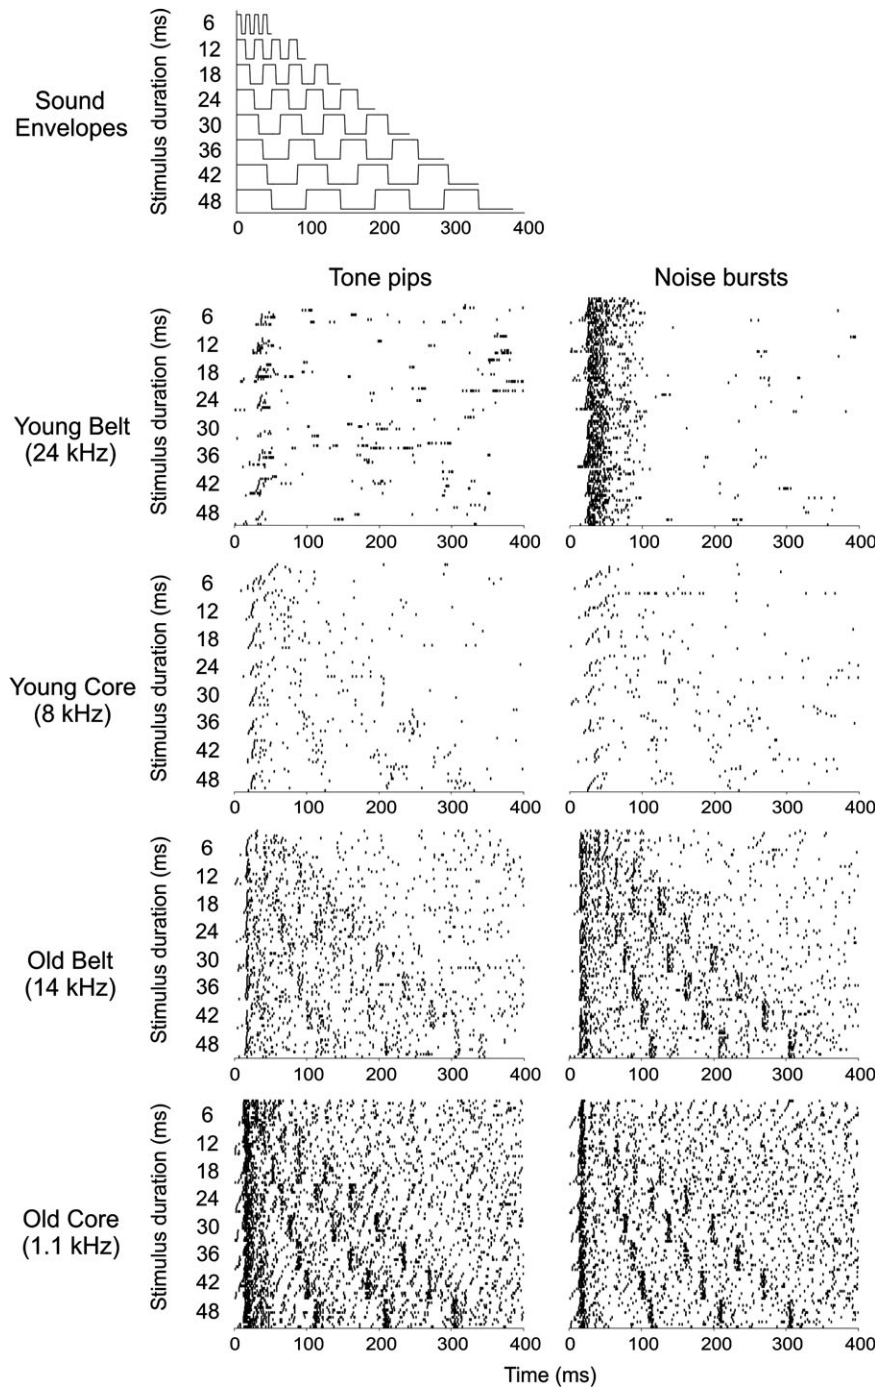 Sound
Envelopes
Stimulus duration (ms)
6
12
18
24
30
36
42
48
0 100 200 300 400
Tone pips Noise bursts
Young Belt
(24 kHz)
Stimulus duration (ms)
6
12
18
24
30
36
42
48
0 100 200 300 400 0 100 200 300 400
Young Core
(8 kHz)
Stimulus duration (ms)
6
12
18
24
30
36
42
48
0 100 200 300 400 0 100 200 300 400
Old Belt
(14 kHz)
Stimulus duration (ms)
6
12
18
24
30
36
42
48
0 100 200 300 400 0 100 200 300 400
Old Core
(1.1 kHz)
Stimulus duration (ms)
6
12
18
24
30
36
42
48
0 100 200 300 400 0 100 200 300 400
Time (ms)